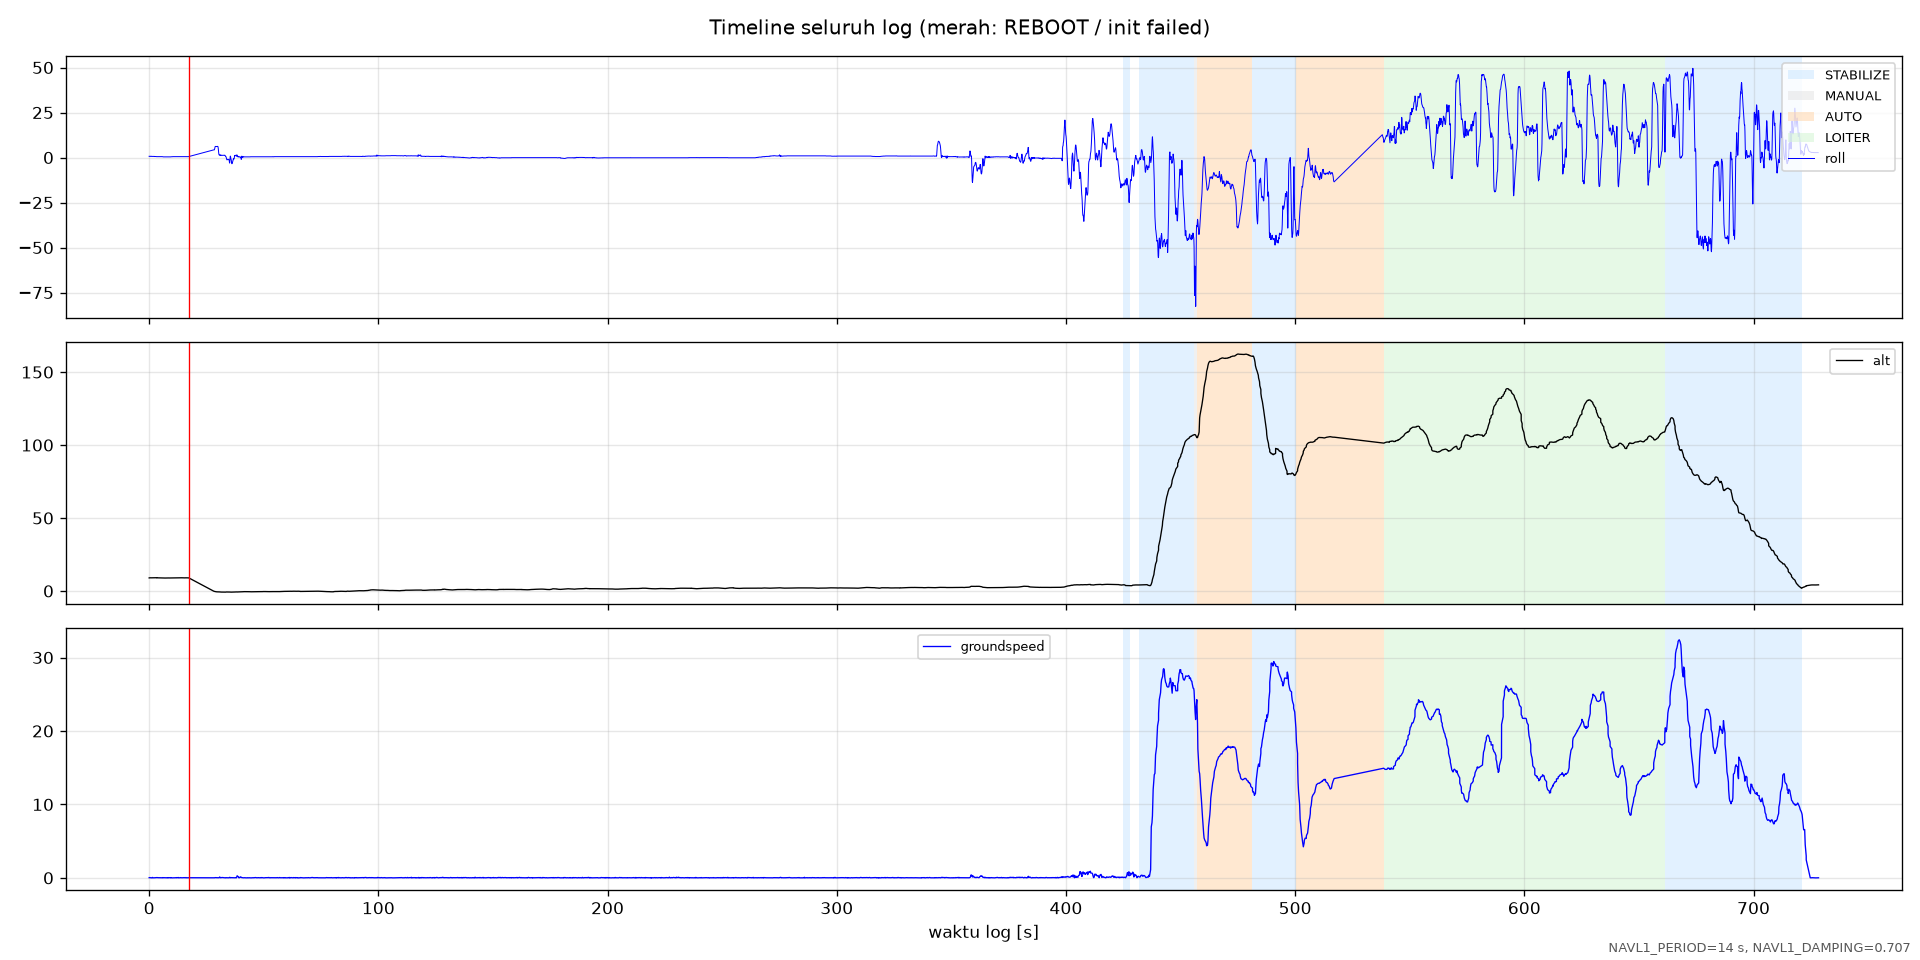 Timeline seluruh log (merah: REBOOT / init failed)
50
25
0
−25
−50
−75
STABILIZE
MANUAL
AUTO
LOITER
roll
150
100
50
0
alt
30
20
10
0
groundspeed
0 100 200 300 400 500 600 700
waktu log [s]
NAVL1_PERIOD=14 s, NAVL1_DAMPING=0.707